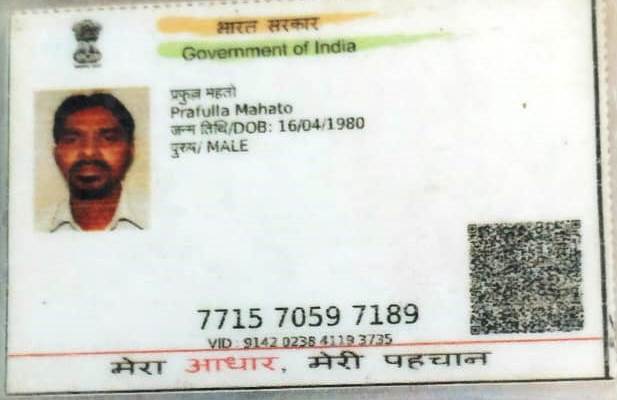 भारत सरकार
Government of India
प्रफुल्ल महतो
Prafulla Mahato
जन्म तिथि/DOB: 16/04/1980
पुरुष/ MALE
7715 7059 7189
VID : 9142 0238 4119 3735
मेरा आधार, मेरी पहचान